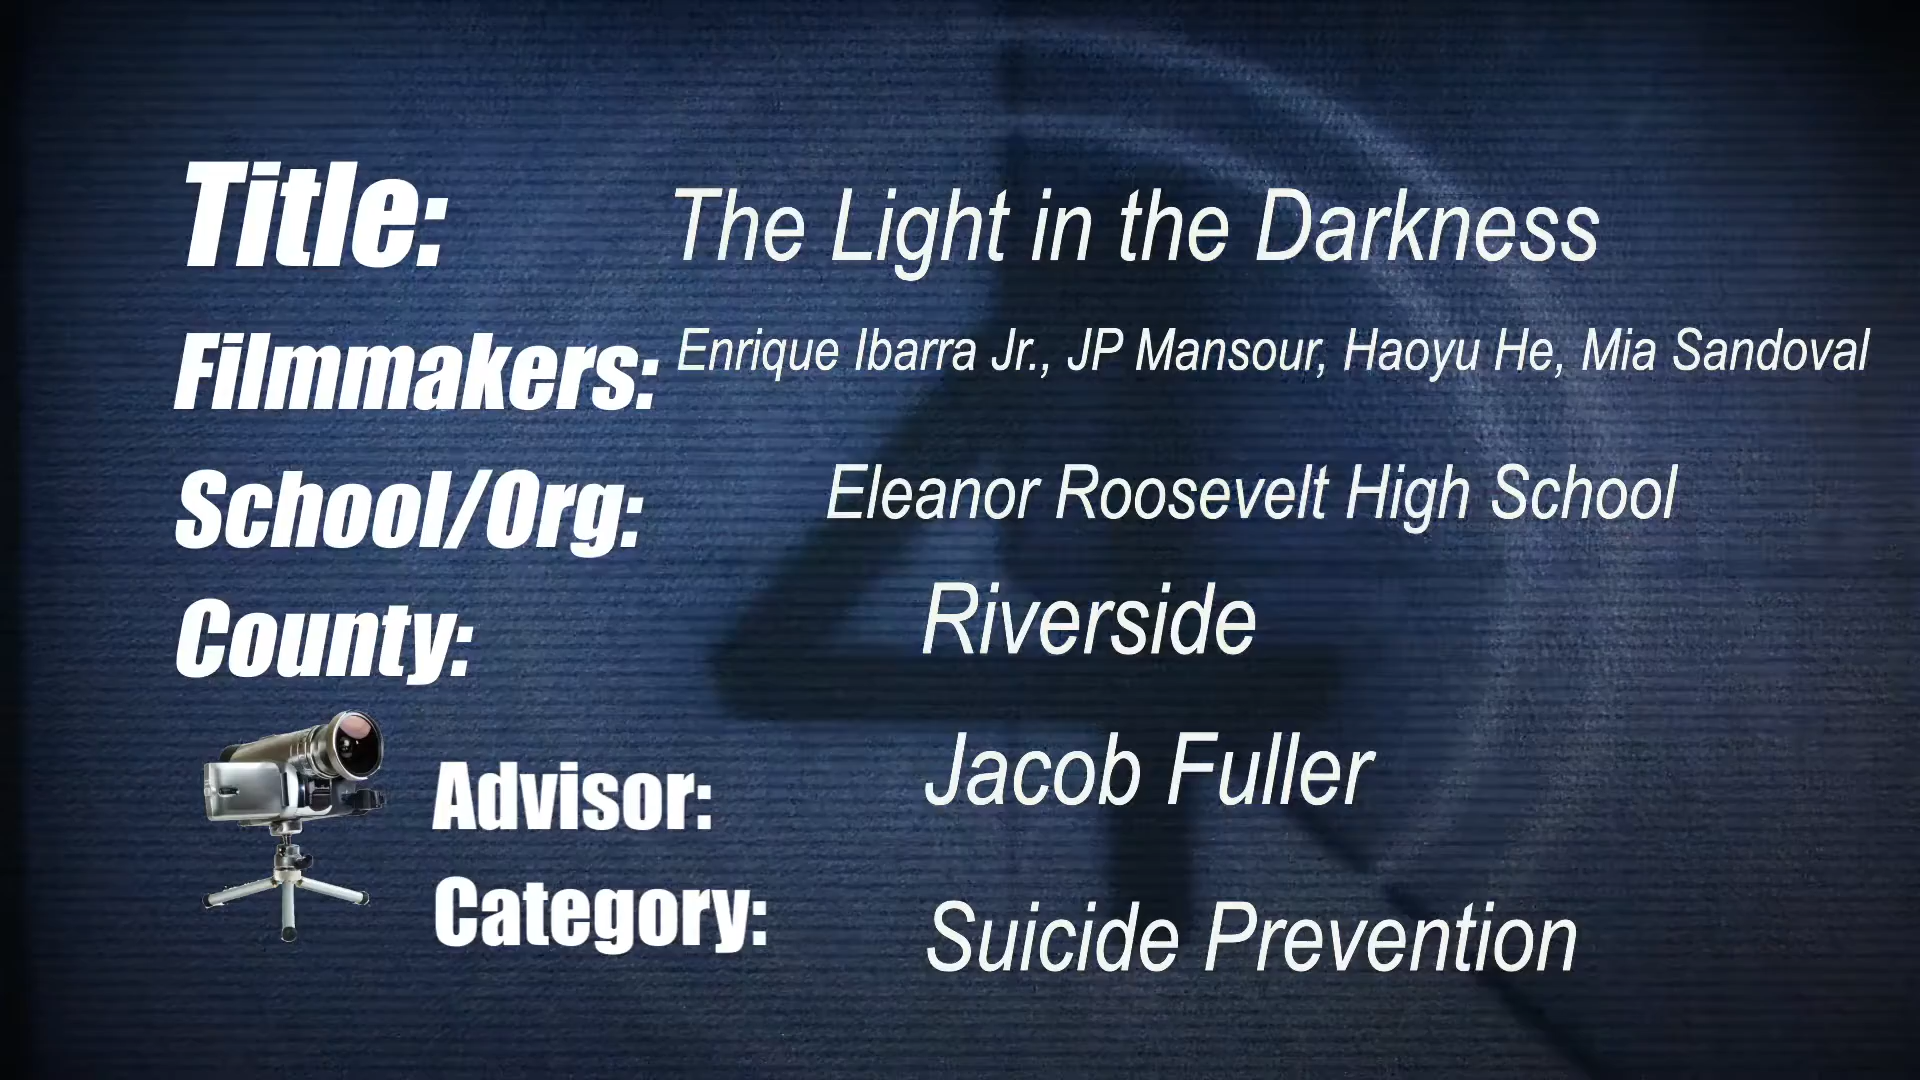 Title: The Light in the Darkness
Filmmakers: Enrique Ibarra Jr., JP Mansour, Haoyu He, Mia Sandoval
School/Org: Eleanor Roosevelt High School
County: Riverside
Advisor: Jacob Fuller
Category: Suicide Prevention